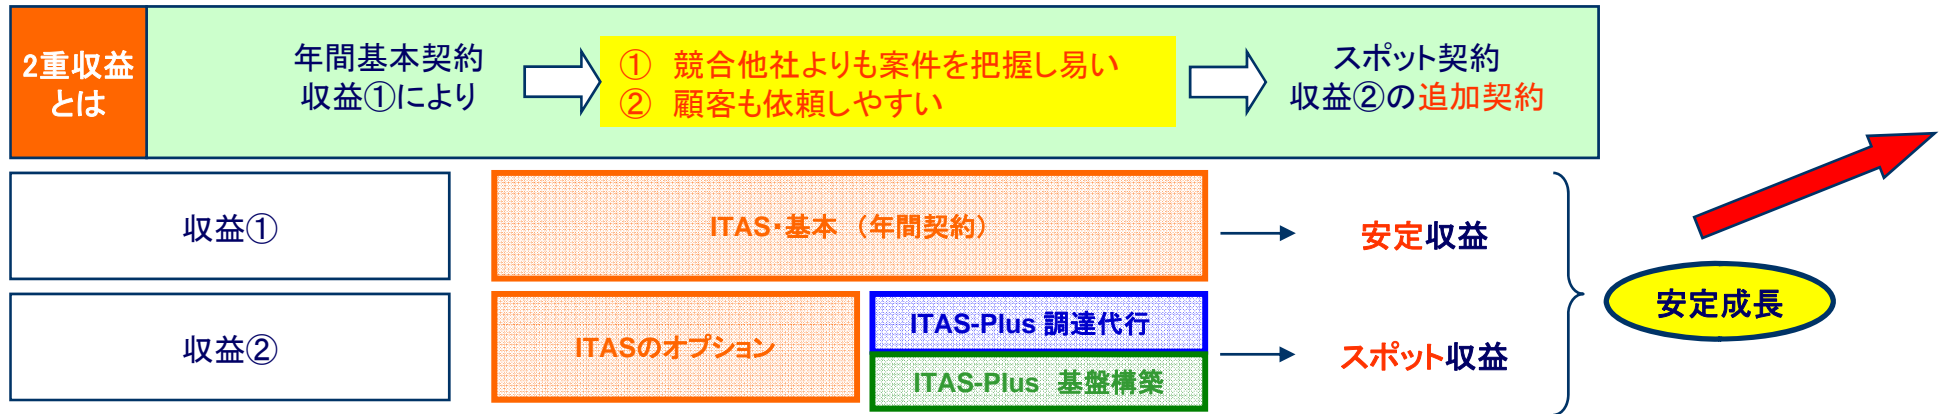 2重収益
とは
年間基本契約
収益①により
① 競合他社よりも案件を把握し易い
② 顧客も依頼しやすい
スポット契約
収益②の追加契約
収益①
ITAS・基本 （年間契約）
安定収益
収益②
ITASのオプション
ITAS-Plus 調達代行
ITAS-Plus 基盤構築
スポット収益
安定成長